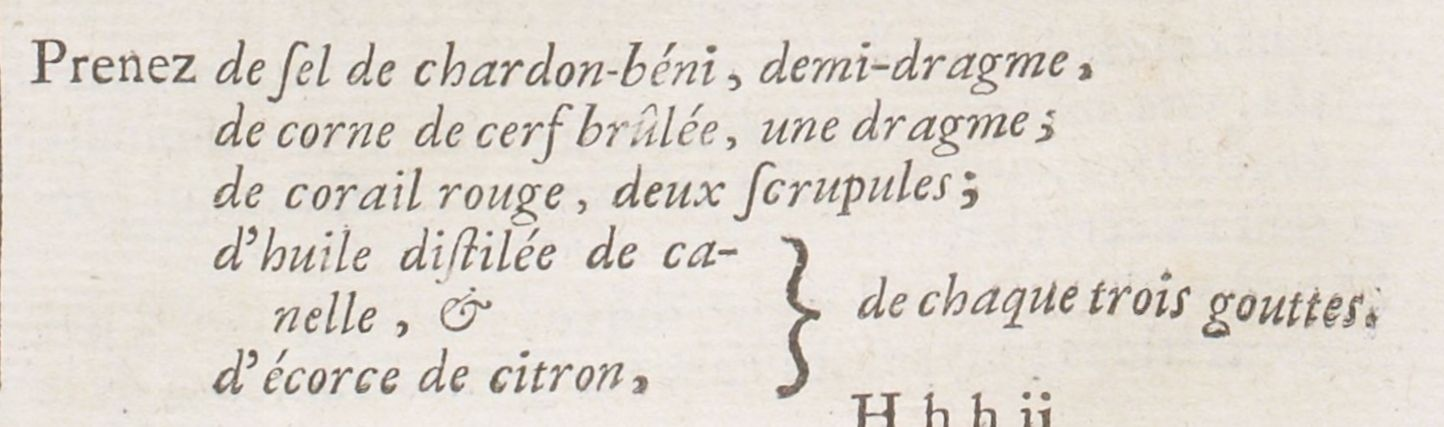 Prenez de ſel de chardon-béni, demi-dragme,
de corne de cerf brûlée, une dragme;
de corail rouge, deux ſcrupules;
d'huile diſtilée de ca-
nelle, &
d'écorce de citron,
} de chaque trois gouttes.
H h h ij